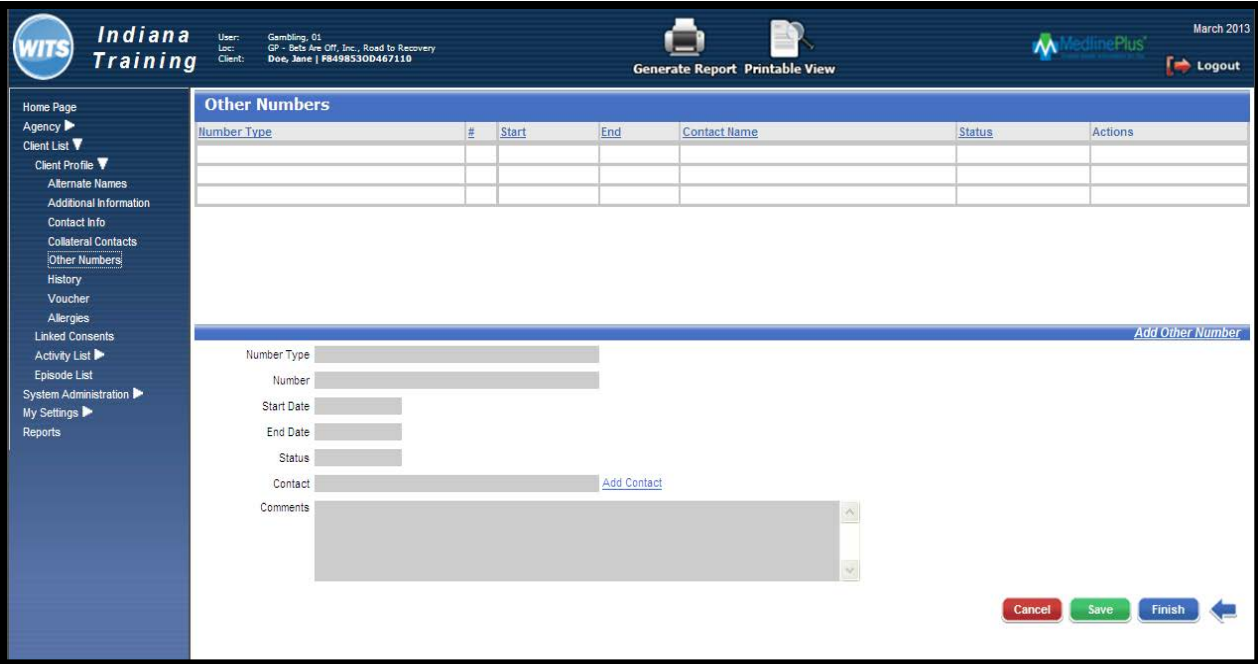 WITS
Indiana
Training
User: Gambling, 01
Loc: GP - Bets Are Off, Inc., Road to Recovery
Client: Doe, Jane | F8498530D467110
Generate Report Printable View
MedlinePlus
March 2013
Logout
Home Page
Agency
Client List
Client Profile
Alternate Names
Additional Information
Contact Info
Collateral Contacts
Other Numbers
History
Voucher
Allergies
Linked Consents
Activity List
Episode List
System Administration
My Settings
Reports
Other Numbers
Number Type # Start End Contact Name Status Actions
Add Other Number
Number Type
Number
Start Date
End Date
Status
Contact Add Contact
Comments
Cancel Save Finish